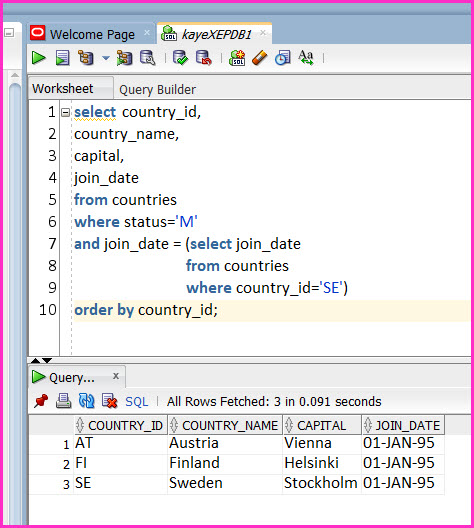 Welcome Page × kayeXEPDB1 ×
SQL
Aa
Worksheet Query Builder
1 select country_id,
2 country_name,
3 capital,
4 join_date
5 from countries
6 where status='M'
7 and join_date = (select join_date
8 from countries
9 where country_id='SE')
10 order by country_id;
Query... x
SQL | All Rows Fetched: 3 in 0.091 seconds
COUNTRY_ID COUNTRY_NAME CAPITAL JOIN_DATE
1 AT Austria Vienna 01-JAN-95
2 FI Finland Helsinki 01-JAN-95
3 SE Sweden Stockholm 01-JAN-95